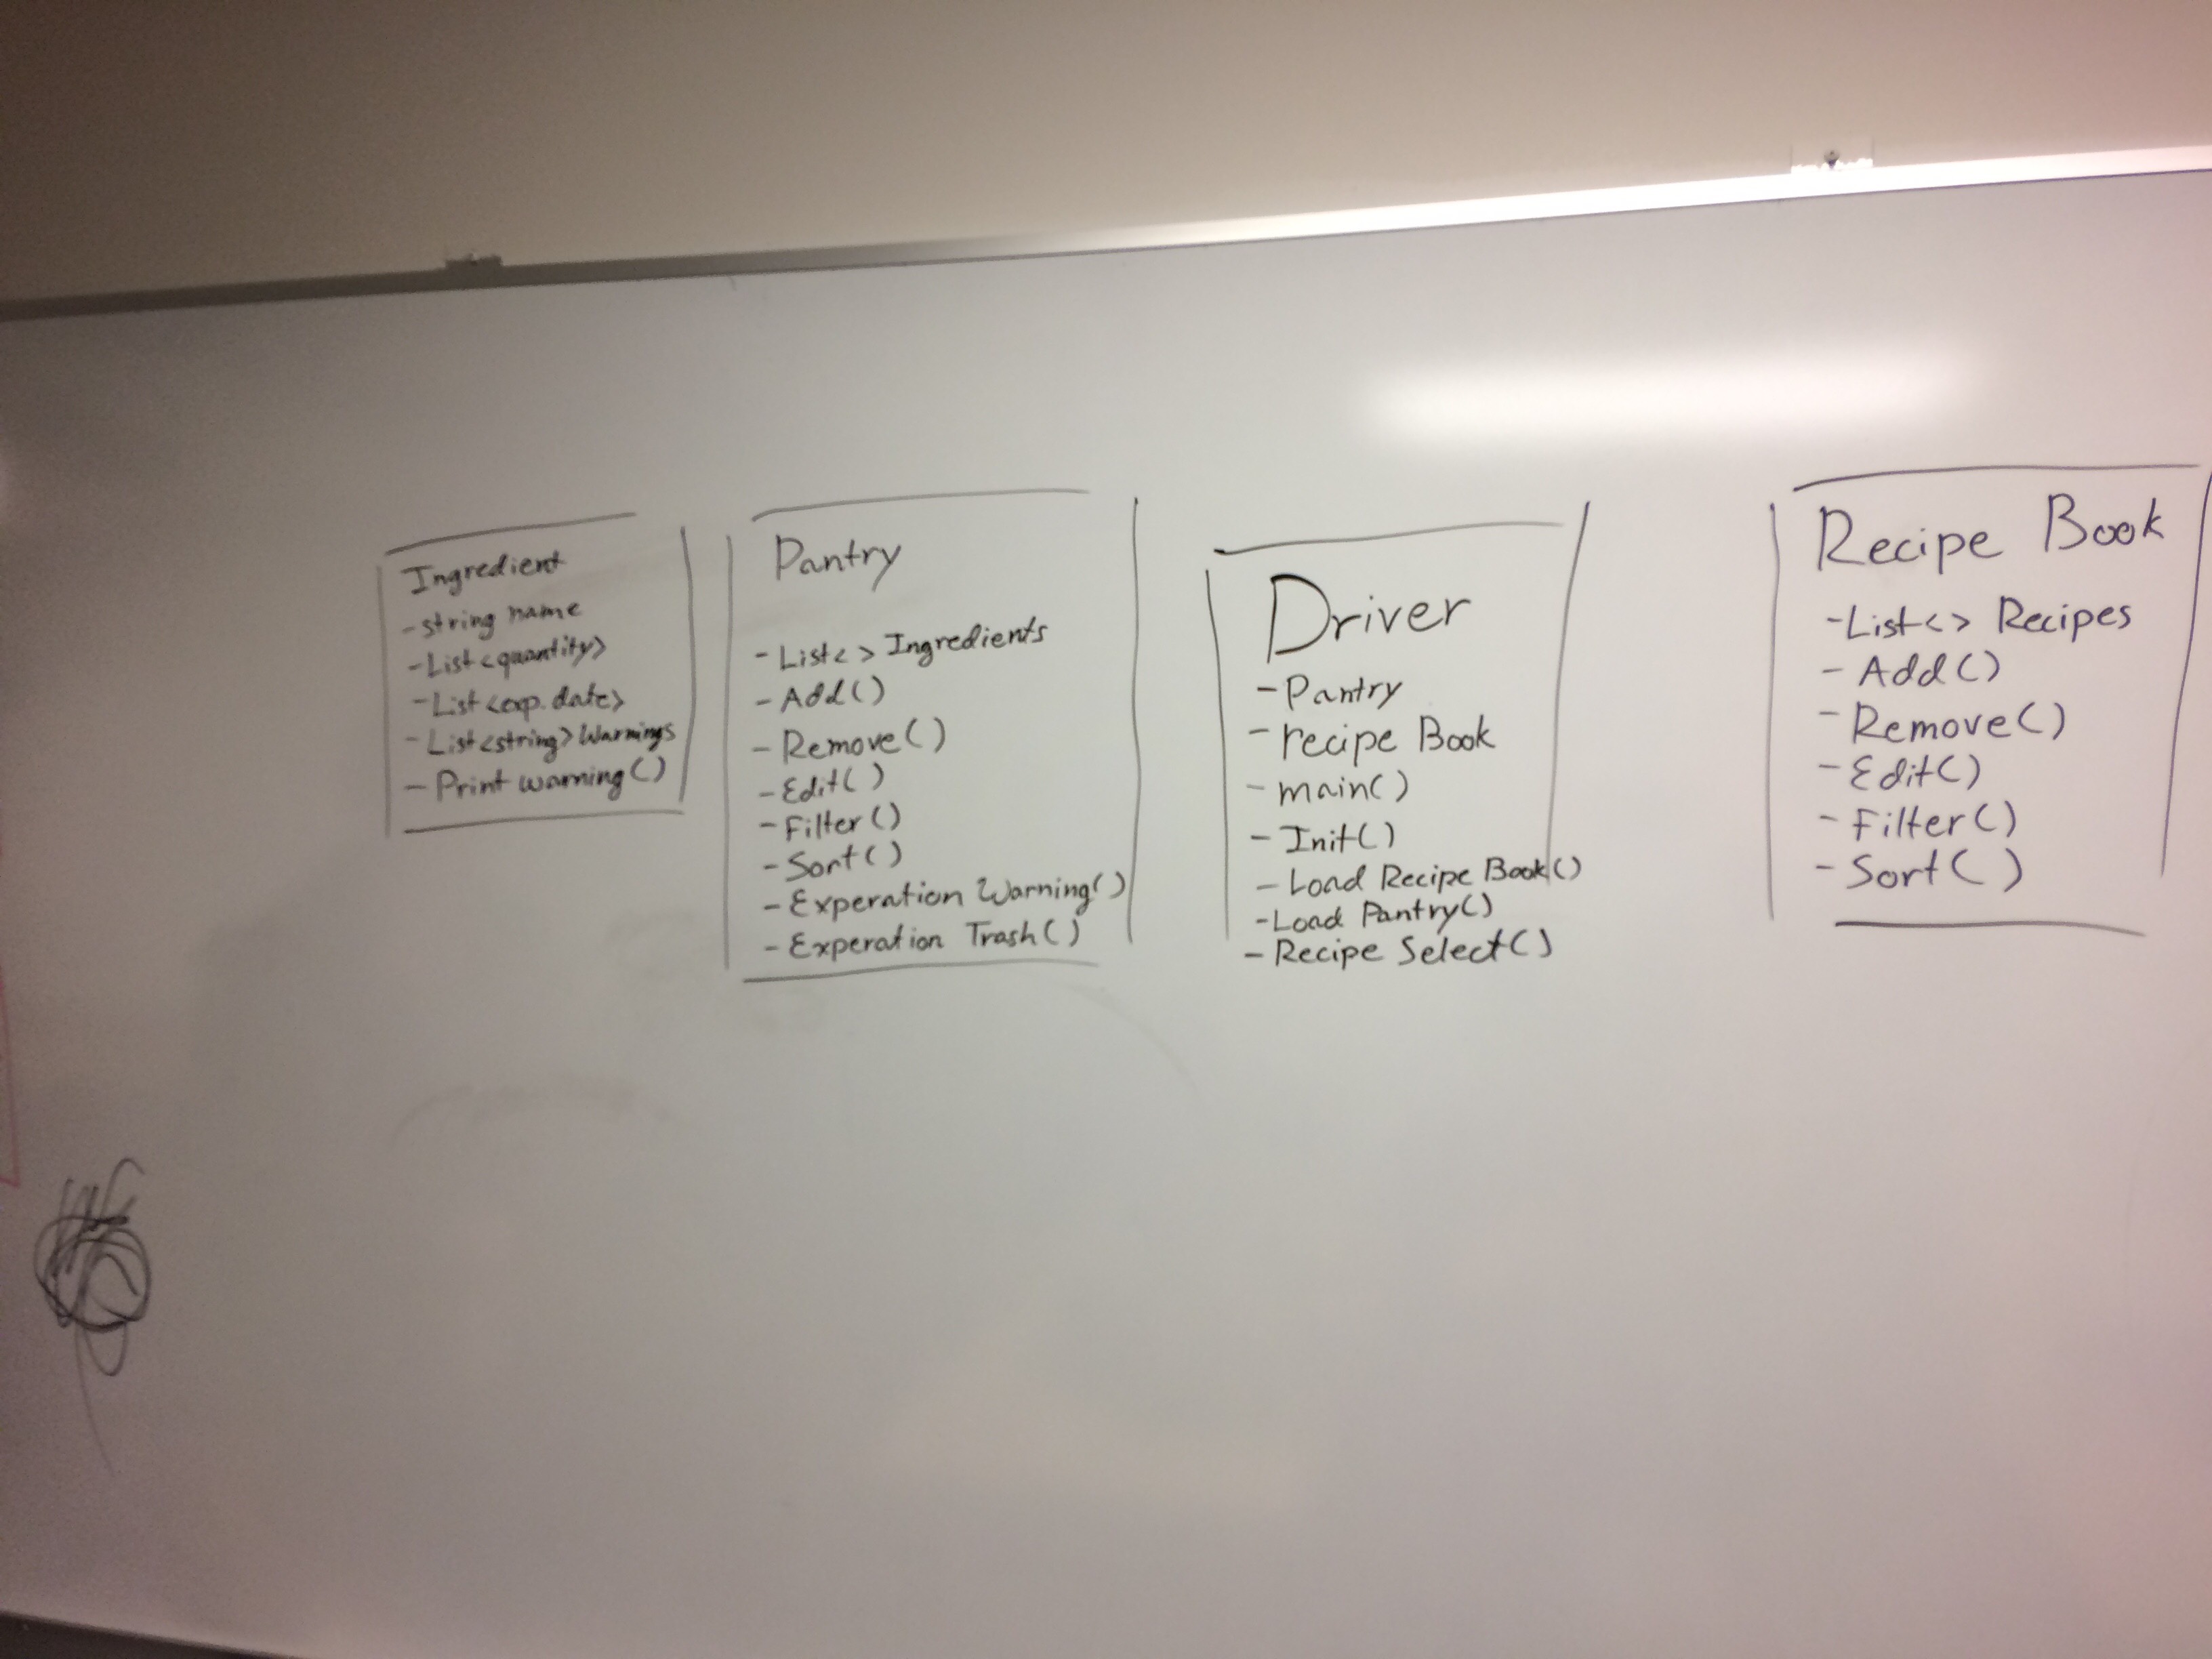 Ingredient
- string name
- List <quantity>
- List <exp. date>
- List <string> Warnings
- Print warning()
Pantry
- List< > Ingredients
- Add()
- Remove()
- Edit()
- Filter()
- Sort()
- Experation Warning()
- Experation Trash()
Driver
- Pantry
- recipe Book
- main()
- Init()
- Load Recipe Book()
- Load Pantry()
- Recipe Select()
Recipe Book
- List<> Recipes
- Add()
- Remove()
- Edit()
- Filter()
- Sort()